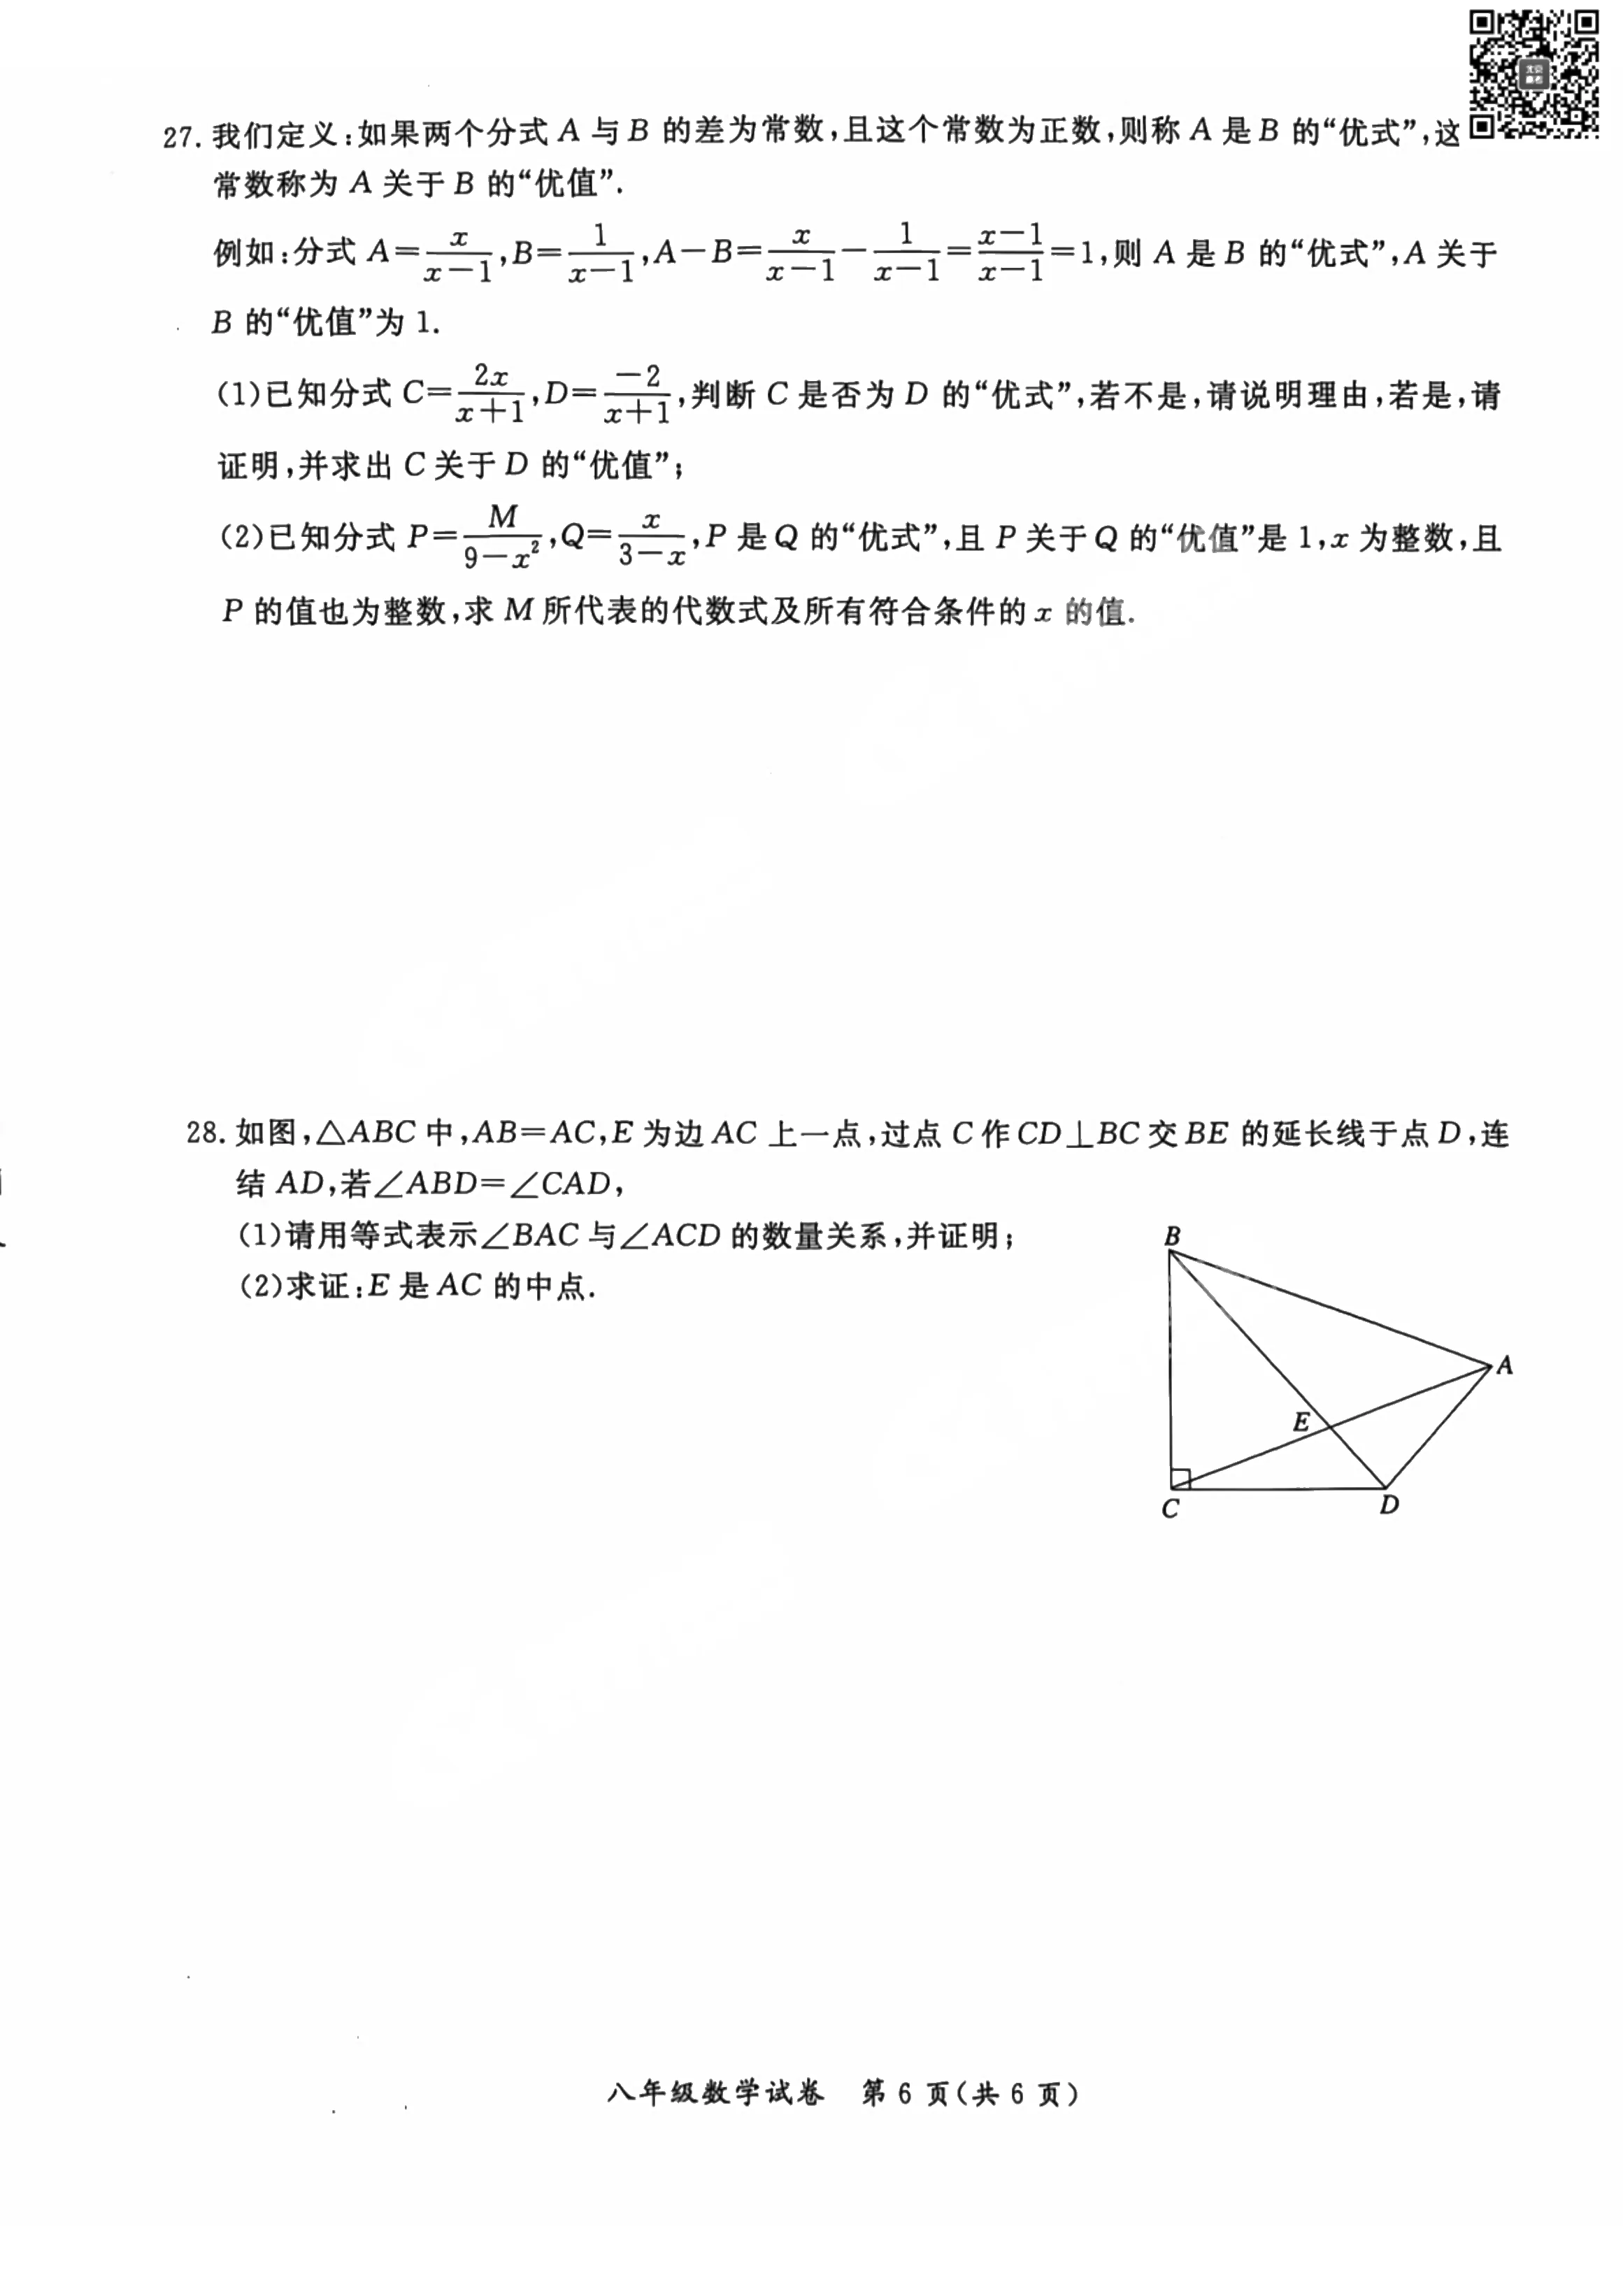 27. 我们定义:如果两个分式 A 与 B 的差为常数,且这个常数为正数,则称 A 是 B 的“优式”,这
常数称为 A 关于 B 的“优值”.
例如:分式 A=x/(x-1),B=1/(x-1),A-B=x/(x-1)-1/(x-1)=(x-1)/(x-1)=1,则 A 是 B 的“优式”,A 关于
B 的“优值”为 1.
(1)已知分式 C=2x/(x+1),D=-2/(x+1),判断 C 是否为 D 的“优式”,若不是,请说明理由,若是,请
证明,并求出 C 关于 D 的“优值”;
(2)已知分式 P=M/(9-x²),Q=x/(3-x),P 是 Q 的“优式”,且 P 关于 Q 的“优值”是 1,x 为整数,且
P 的值也为整数,求 M 所代表的代数式及所有符合条件的 x 的值.
28. 如图,△ABC 中,AB=AC,E 为边 AC 上一点,过点 C 作 CD⊥BC 交 BE 的延长线于点 D,连
结 AD,若∠ABD=∠CAD,
(1)请用等式表示∠BAC 与∠ACD 的数量关系,并证明;
(2)求证:E 是 AC 的中点.
B
A
E
C
D
八年级数学试卷 第 6 页(共 6 页)